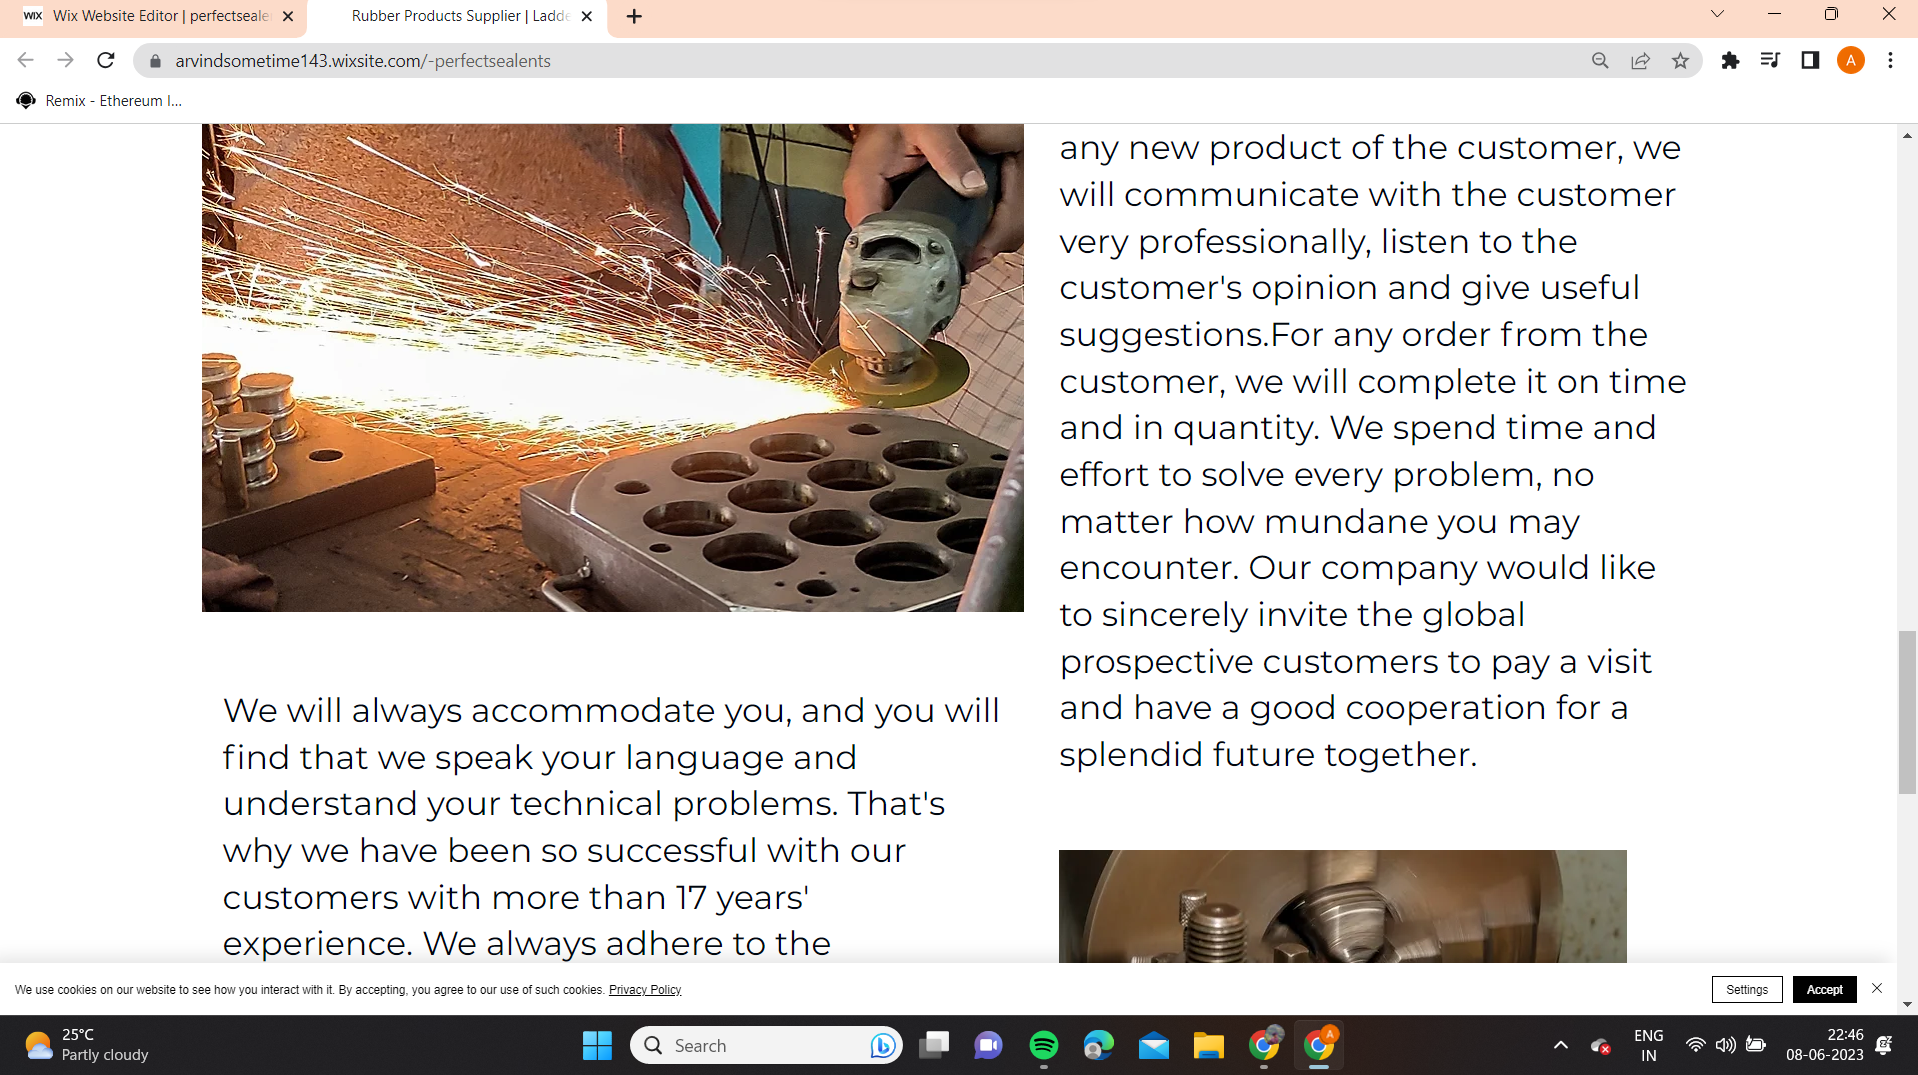 WIX Wix Website Editor | perfectseale
Rubber Products Supplier | Ladde
arvindsometime143.wixsite.com/-perfectsealents
A
Remix - Ethereum I...
any new product of the customer, we
will communicate with the customer
very professionally, listen to the
customer's opinion and give useful
suggestions.For any order from the
customer, we will complete it on time
and in quantity. We spend time and
effort to solve every problem, no
matter how mundane you may
encounter. Our company would like
to sincerely invite the global
prospective customers to pay a visit
and have a good cooperation for a
splendid future together.
We will always accommodate you, and you will
find that we speak your language and
understand your technical problems. That's
why we have been so successful with our
customers with more than 17 years'
experience. We always adhere to the
We use cookies on our website to see how you interact with it. By accepting, you agree to our use of such cookies. Privacy Policy
Settings
Accept
25°C
Partly cloudy
Search
A
ENG
IN
22:46
08-06-2023